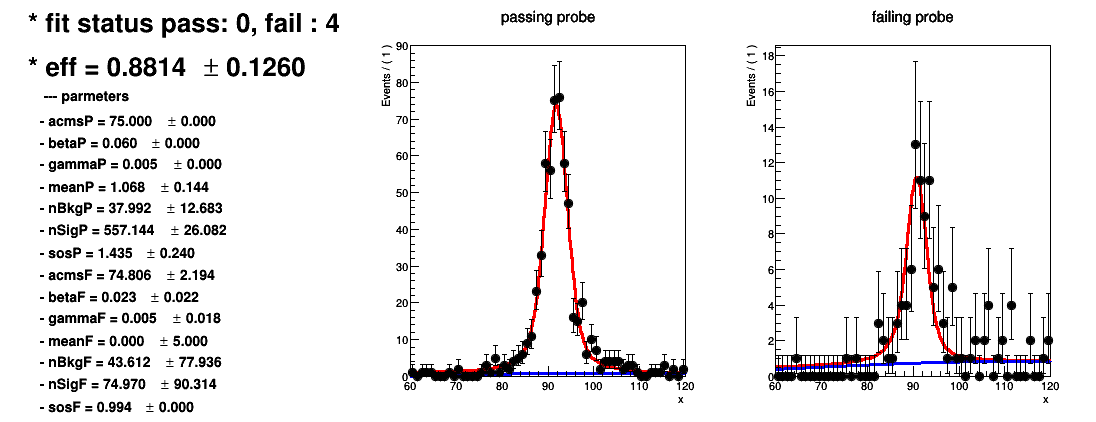 * fit status pass: 0, fail : 4
* eff = 0.8814 ± 0.1260
--- parmeters
- acmsP = 75.000 ± 0.000
- betaP = 0.060 ± 0.000
- gammaP = 0.005 ± 0.000
- meanP = 1.068 ± 0.144
- nBkgP = 37.992 ± 12.683
- nSigP = 557.144 ± 26.082
- sosP = 1.435 ± 0.240
- acmsF = 74.806 ± 2.194
- betaF = 0.023 ± 0.022
- gammaF = 0.005 ± 0.018
- meanF = 0.000 ± 5.000
- nBkgF = 43.612 ± 77.936
- nSigF = 74.970 ± 90.314
- sosF = 0.994 ± 0.000
passing probe
Events / ( 1 )
90
80
70
60
50
40
30
20
10
0
60 70 80 90 100 110 120
x
failing probe
Events / ( 1 )
18
16
14
12
10
8
6
4
2
0
60 70 80 90 100 110 120
x